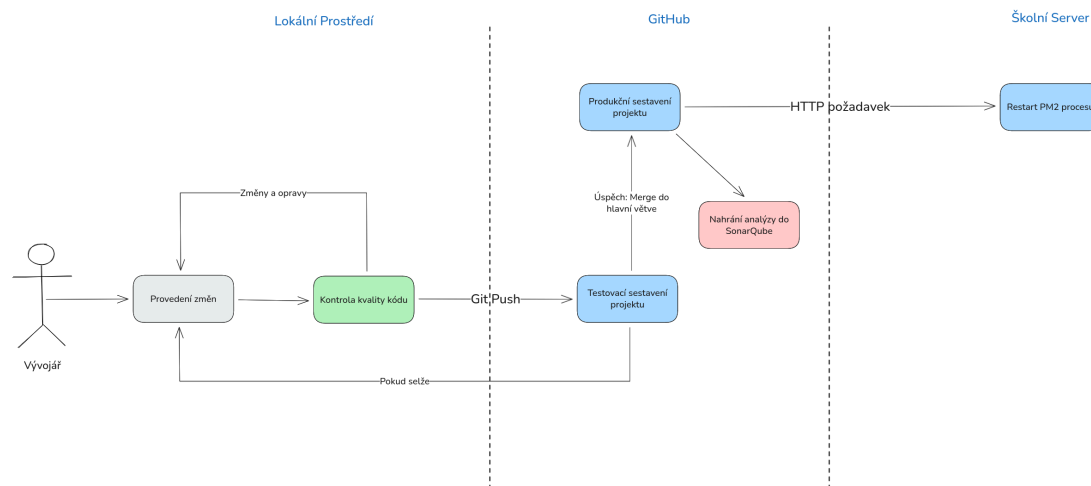 Lokální Prostředí
GitHub
Školní Server
Produkční sestavení
projektu
HTTP požadavek
Restart PM2 procesu
Změny a opravy
Úspěch: Merge do
hlavní větve
Nahrání analýzy do
SonarQube
Provedení změn
Kontrola kvality kódu
Git Push
Testovací sestavení
projektu
Vývojář
Pokud selže